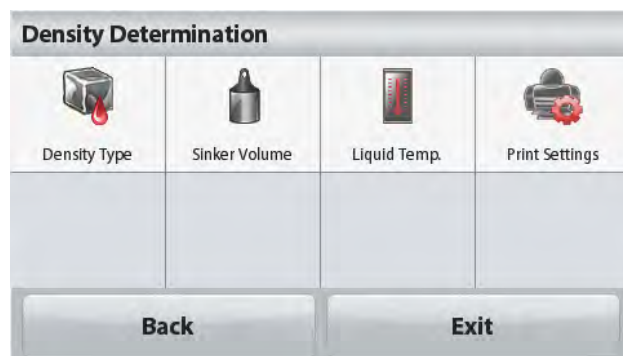 Density Determination
Density Type
Sinker Volume
Liquid Temp.
Print Settings
Back
Exit